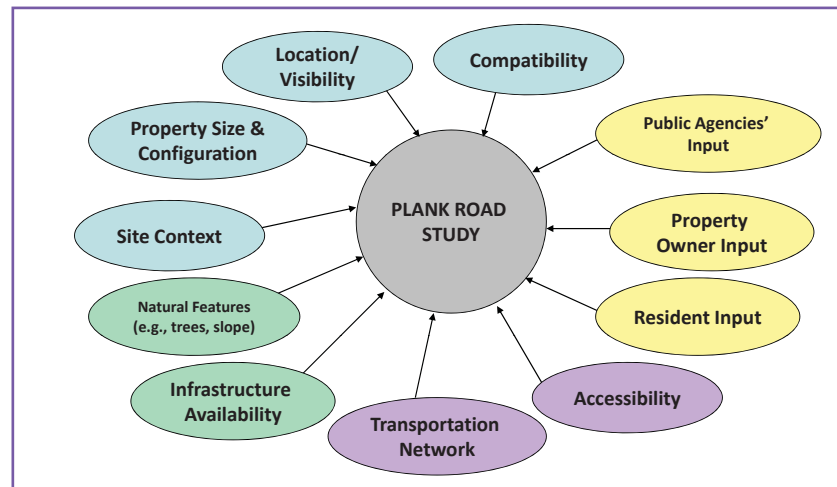 Location/
Visibility
Compatibility
Property Size &
Configuration
Public Agencies’
Input
PLANK ROAD
STUDY
Site Context
Property
Owner Input
Natural Features
(e.g., trees, slope)
Resident Input
Infrastructure
Availability
Accessibility
Transportation
Network